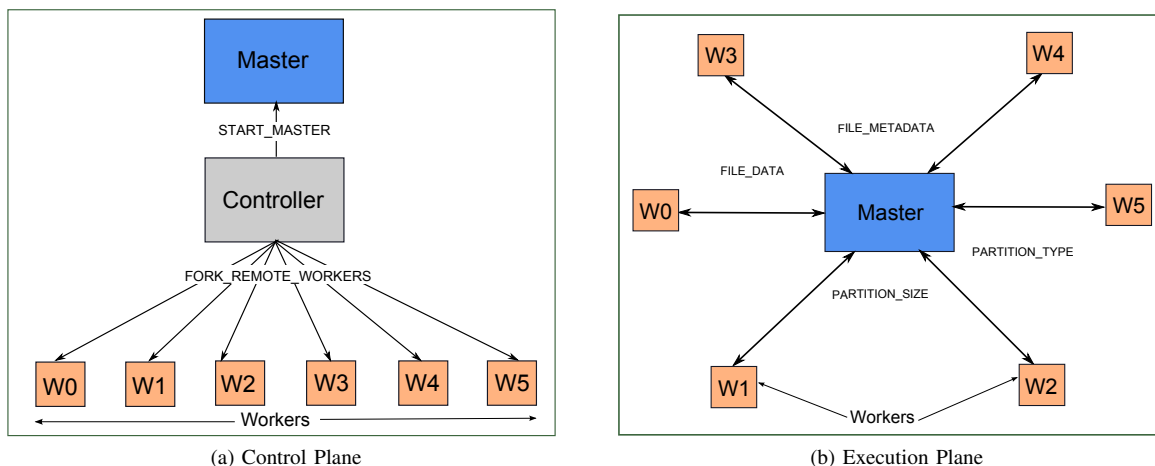 Master
START_MASTER
Controller
FORK_REMOTE_WORKERS
W0 W1 W2 W3 W4 W5
Workers
(a) Control Plane
W3 W4
FILE_METADATA
FILE_DATA
W0 Master W5
PARTITION_TYPE
PARTITION_SIZE
W1 W2
Workers
(b) Execution Plane